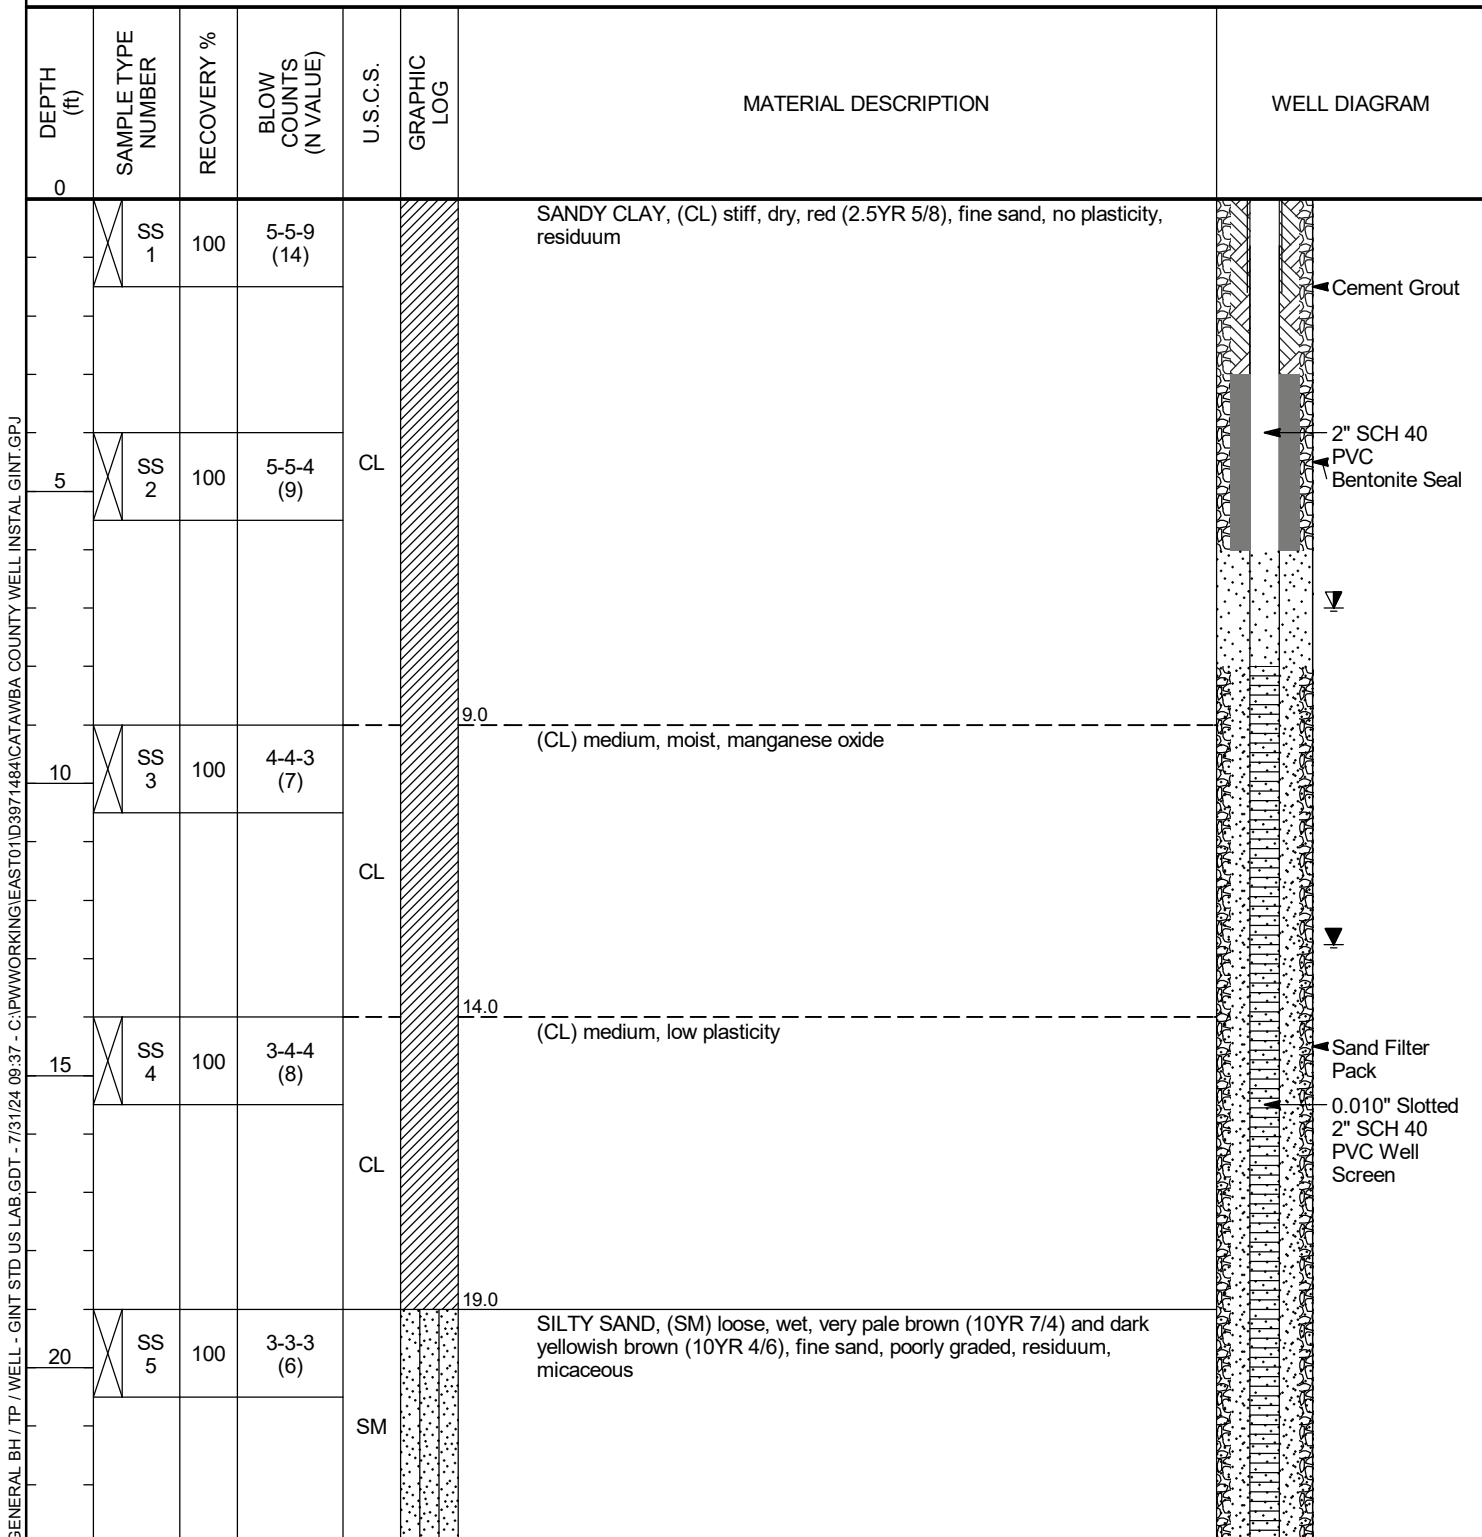 DEPTH
(ft)
SAMPLE TYPE
NUMBER
RECOVERY %
BLOW
COUNTS
(N VALUE)
U.S.C.S.
GRAPHIC
LOG
MATERIAL DESCRIPTION
WELL DIAGRAM
0
SS
1
100
5-5-9
(14)
SANDY CLAY, (CL) stiff, dry, red (2.5YR 5/8), fine sand, no plasticity,
residuum
Cement Grout
5
SS
2
100
5-5-4
(9)
CL
2" SCH 40
PVC
Bentonite Seal
9.0
10
SS
3
100
4-4-3
(7)
(CL) medium, moist, manganese oxide
CL
14.0
15
SS
4
100
3-4-4
(8)
(CL) medium, low plasticity
Sand Filter
Pack
0.010" Slotted
2" SCH 40
PVC Well
Screen
CL
19.0
20
SS
5
100
3-3-3
(6)
SILTY SAND, (SM) loose, wet, very pale brown (10YR 7/4) and dark
yellowish brown (10YR 4/6), fine sand, poorly graded, residuum,
micaceous
SM
GENERAL BH / TP / WELL - GINT STD US LAB.GDT - 7/31/24 09:37 - C:\PWWORKING\EAST01\D3971484\CATAWBA COUNTY WELL INSTAL GINT.GPJ